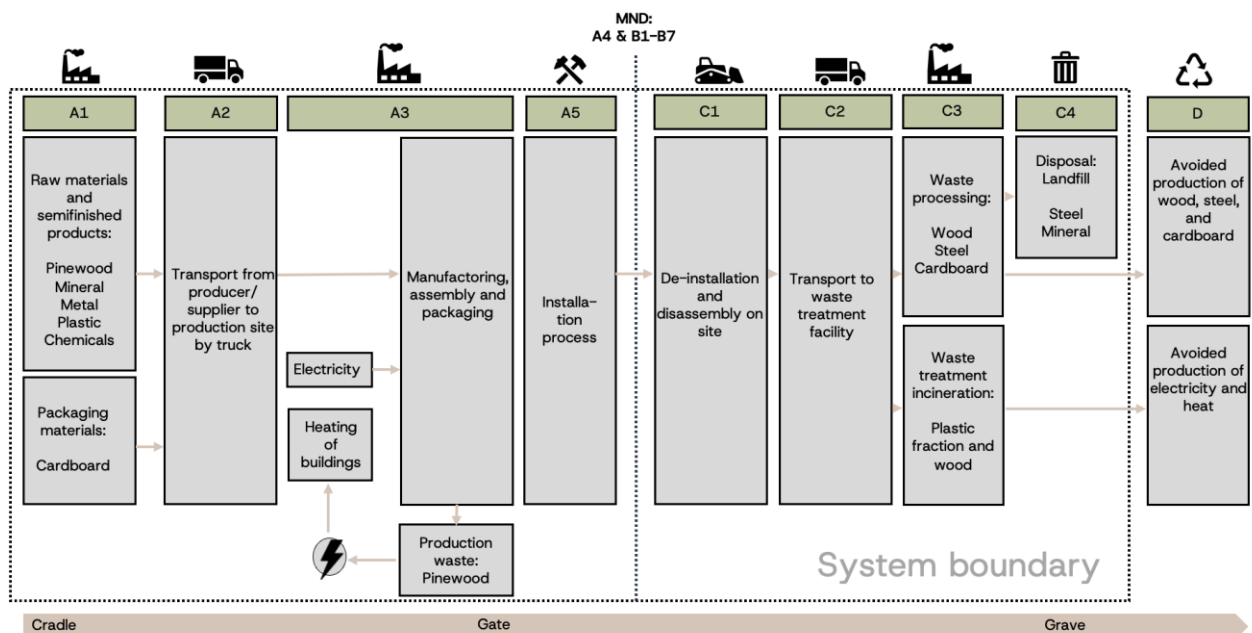 MND:
A4 & B1–B7
A1
A2
A3
A5
C1
C2
C3
C4
D
Raw materials
and
semifinished
products:
Pinewood
Mineral
Metal
Plastic
Chemicals
Packaging
materials:
Cardboard
Transport from
producer/
supplier to
production site
by truck
Electricity
Heating
of
buildings
Manufactoring,
assembly and
packaging
Production
waste:
Pinewood
Installa-
tion
process
De-installation
and
disassembly on
site
Transport to
waste
treatment
facility
Waste
processing:
Wood
Steel
Cardboard
Waste
treatment
incineration:
Plastic
fraction and
wood
Disposal:
Landfill
Steel
Mineral
Avoided
production of
wood, steel,
and
cardboard
Avoided
production of
electricity and
heat
System boundary
Cradle
Gate
Grave